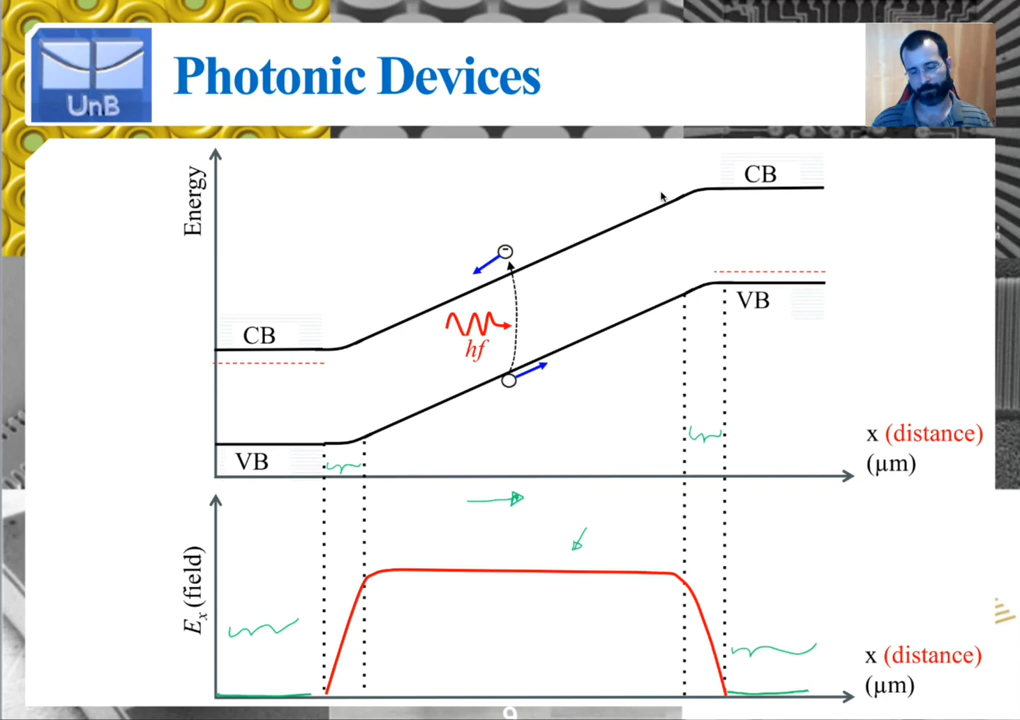 Photonic Devices
UnB
Energy
CB
CB
VB
hf
VB
x (distance)
(µm)
Eₓ (field)
x (distance)
(µm)